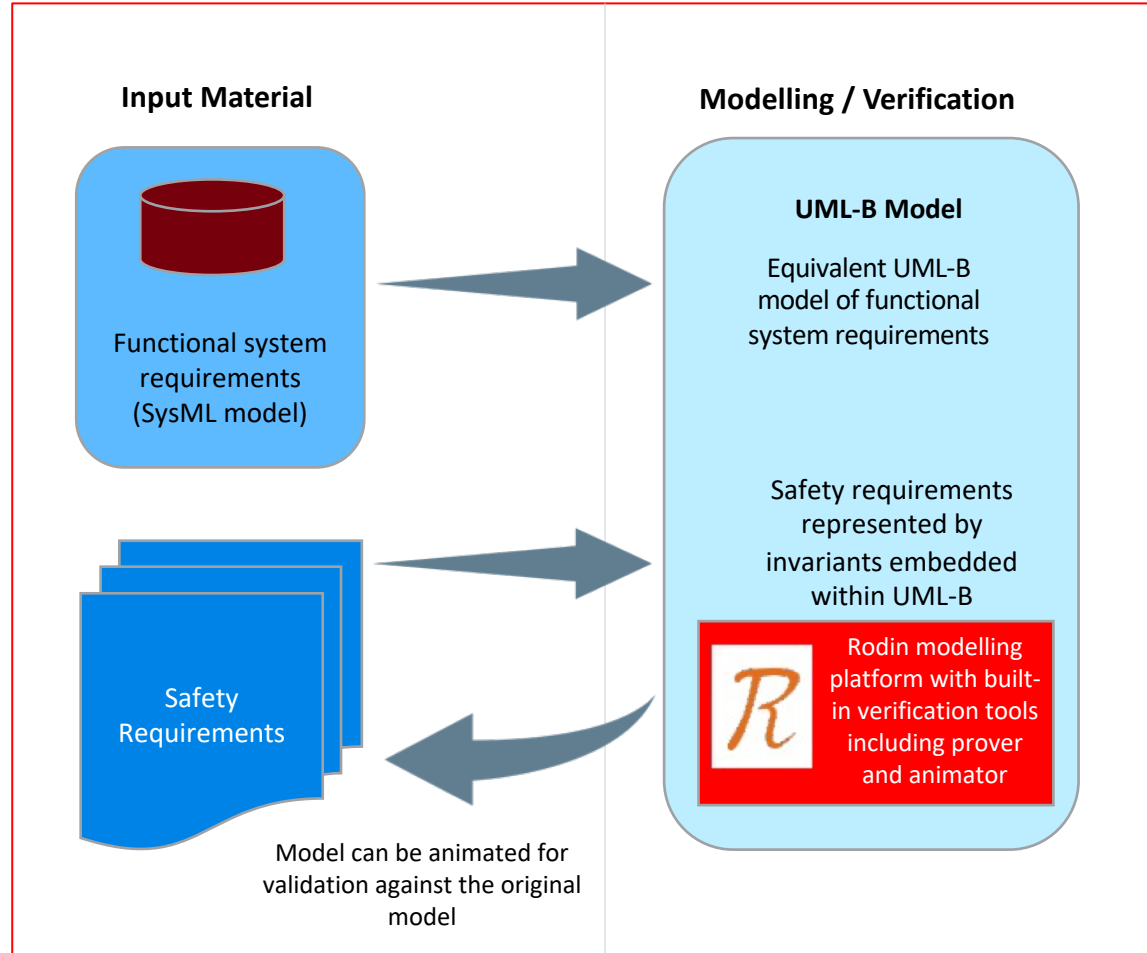 Input Material
Functional system
requirements
(SysML model)
Safety
Requirements
Model can be animated for
validation against the original
model
Modelling / Verification
UML-B Model
Equivalent UML-B
model of functional
system requirements
Safety requirements
represented by
invariants embedded
within UML-B
R
Rodin modelling
platform with built-
in verification tools
including prover
and animator